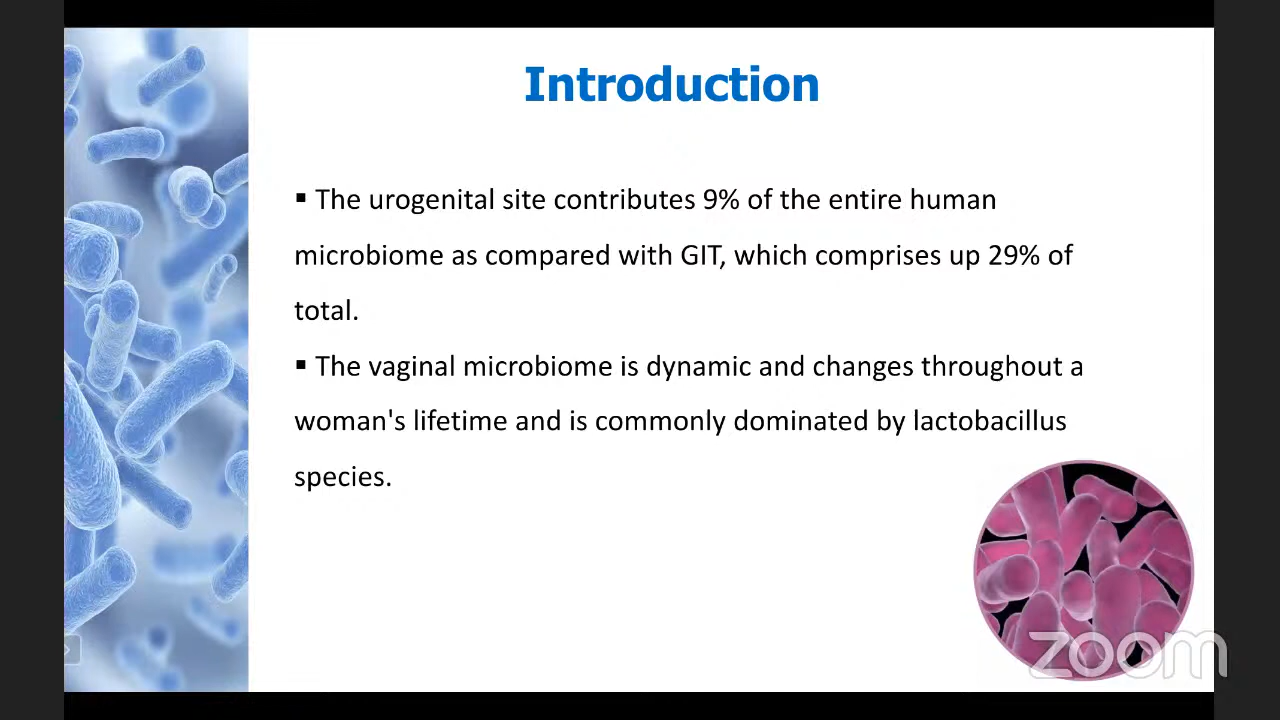 Introduction
▪ The urogenital site contributes 9% of the entire human
microbiome as compared with GIT, which comprises up 29% of
total.
▪ The vaginal microbiome is dynamic and changes throughout a
woman's lifetime and is commonly dominated by lactobacillus
species.
zoom